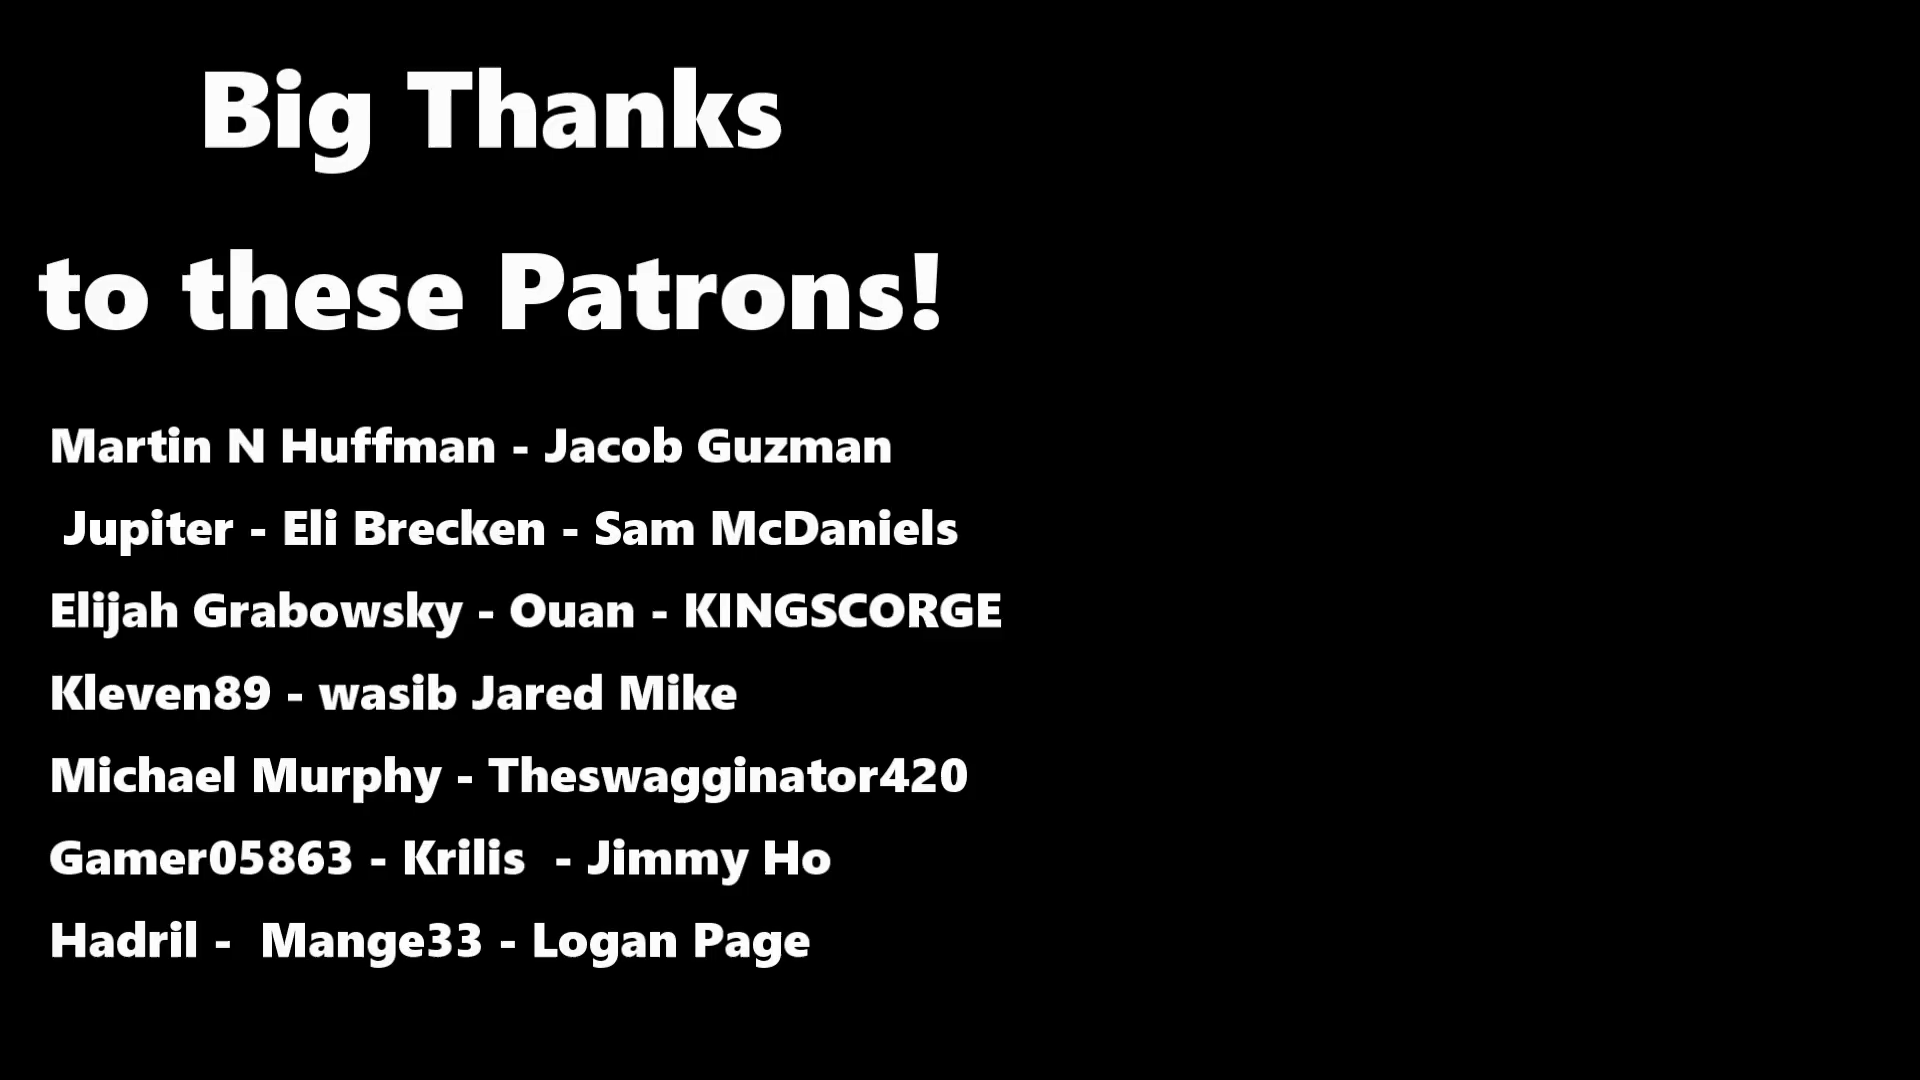 Big Thanks
to these Patrons!
Martin N Huffman - Jacob Guzman
Jupiter - Eli Brecken - Sam McDaniels
Elijah Grabowsky - Ouan - KINGSCORGE
Kleven89 - wasib Jared Mike
Michael Murphy - Theswagginator420
Gamer05863 - Krilis  - Jimmy Ho
Hadril -  Mange33 - Logan Page